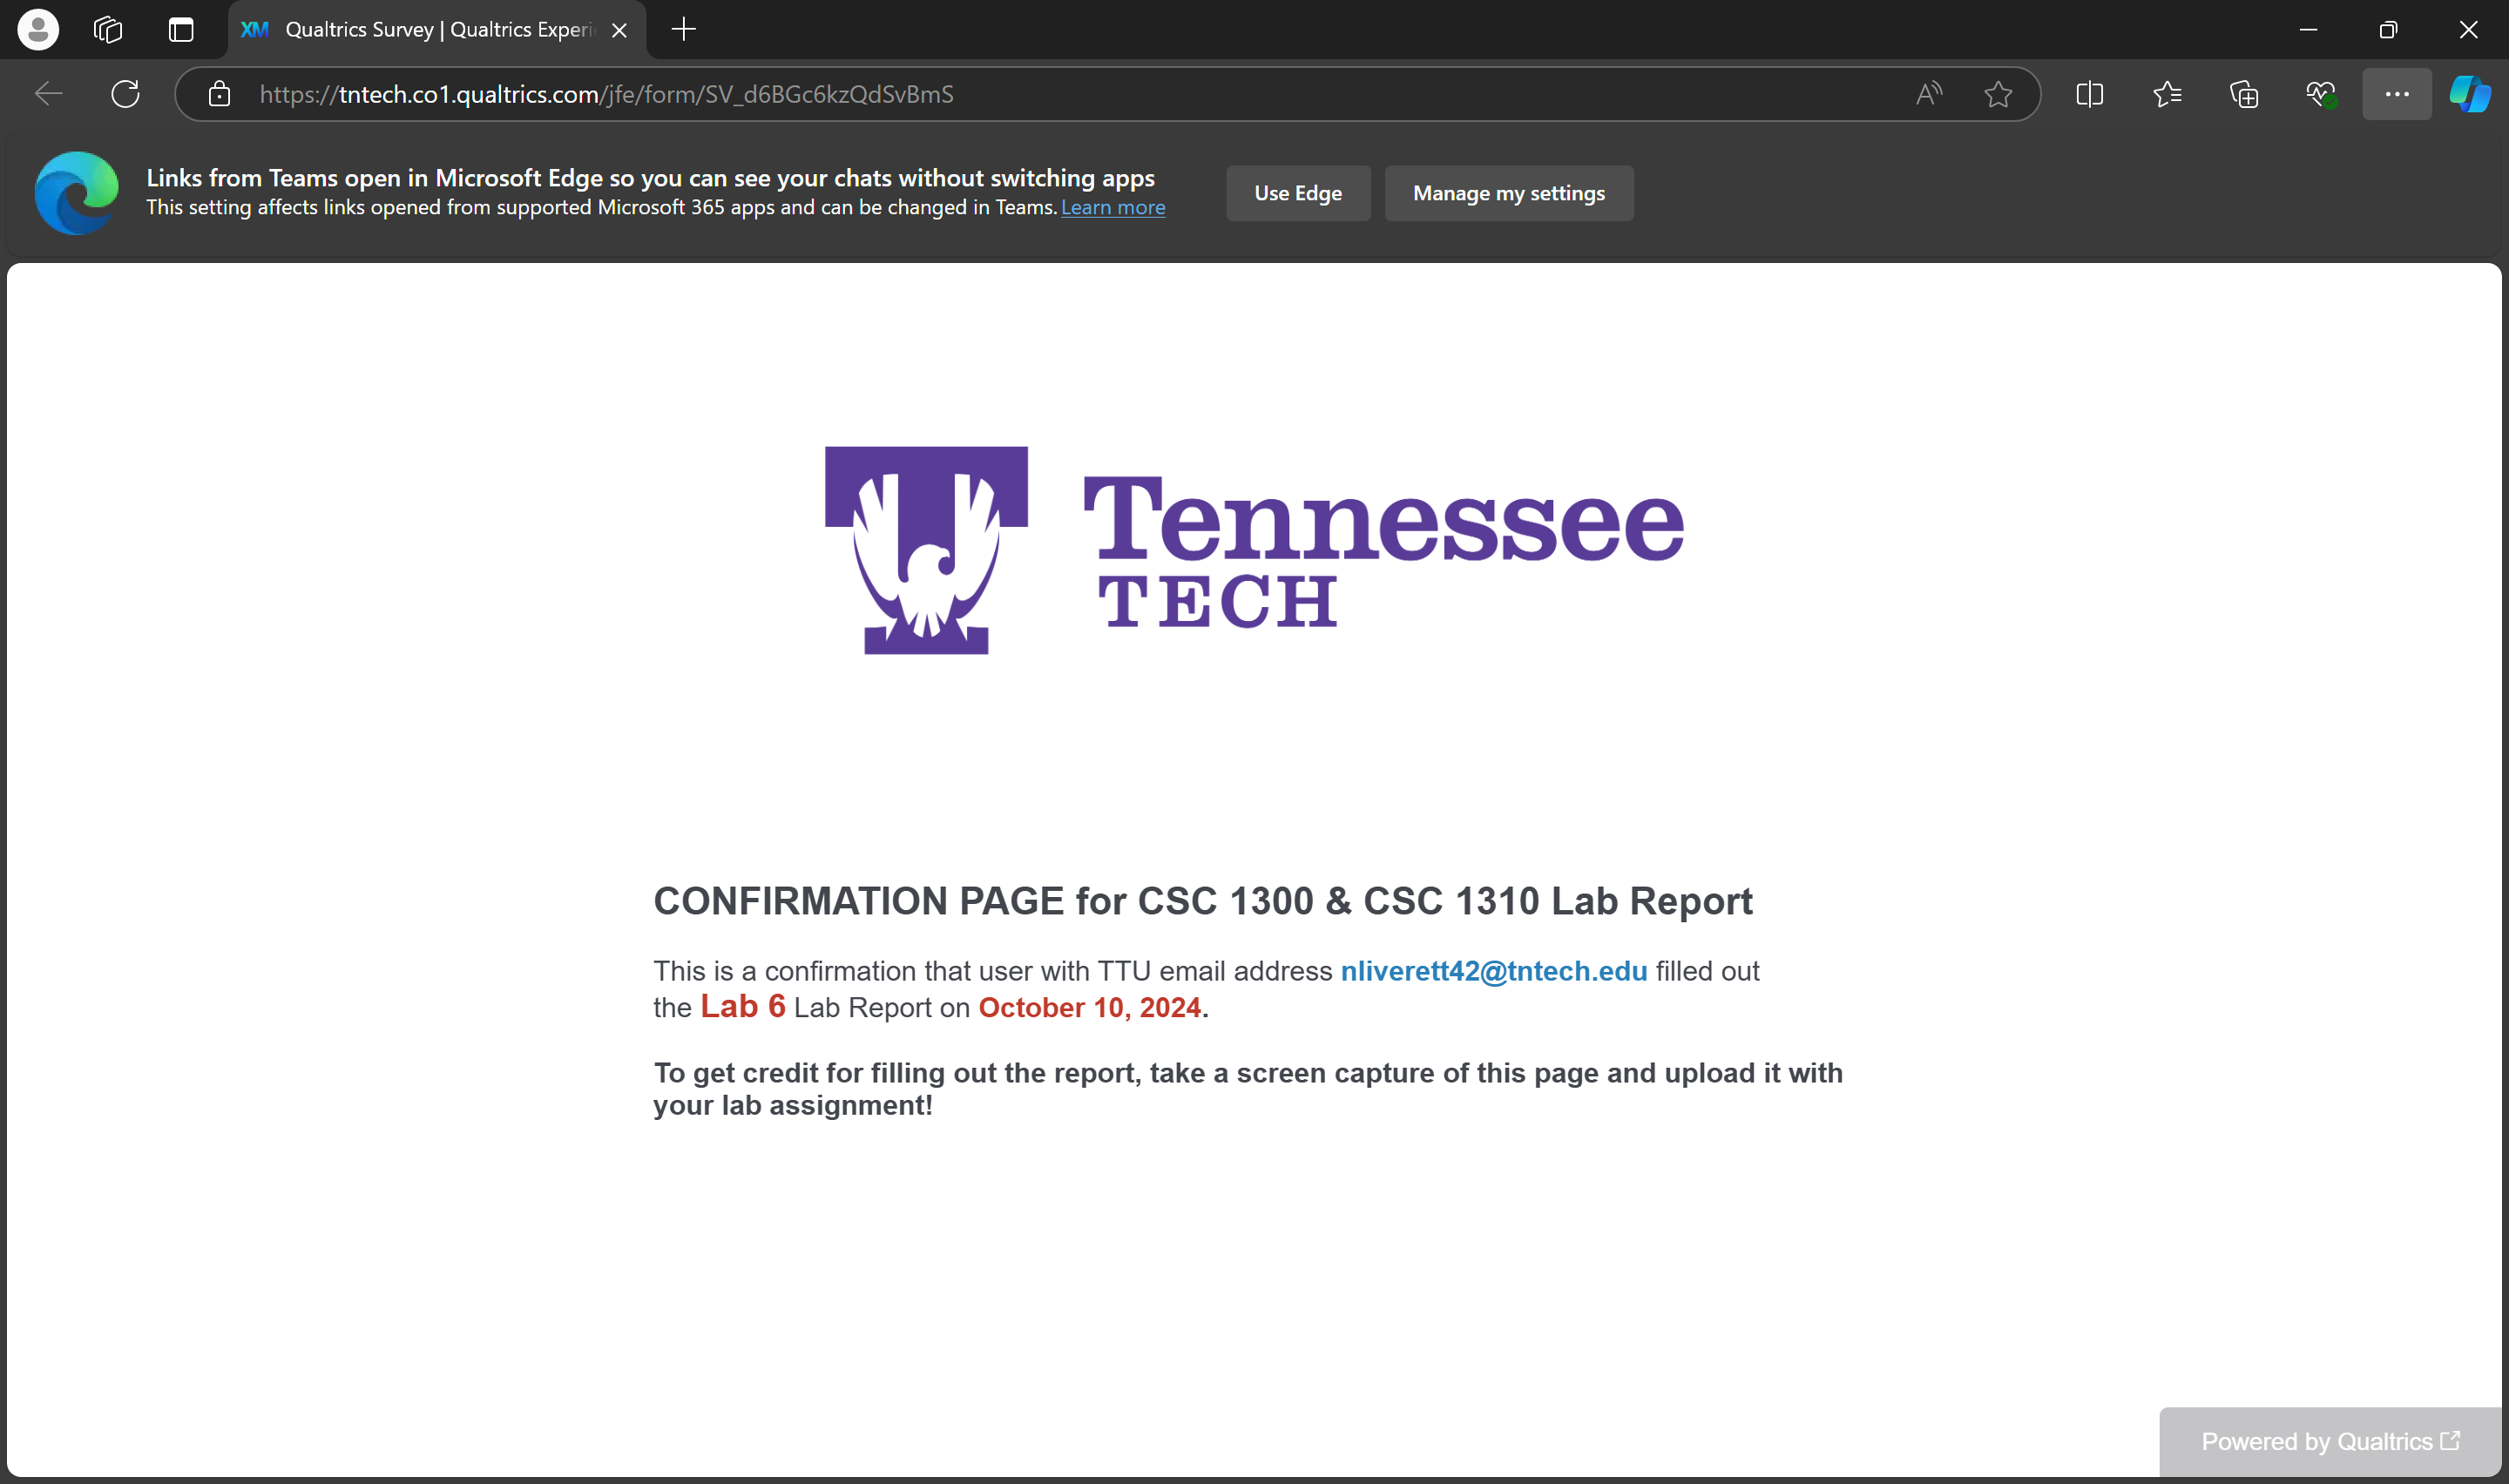 XM Qualtrics Survey | Qualtrics Experi
https://tntech.co1.qualtrics.com/jfe/form/SV_d6BGc6kzQdSvBmS
Links from Teams open in Microsoft Edge so you can see your chats without switching apps
This setting affects links opened from supported Microsoft 365 apps and can be changed in Teams. Learn more
Use Edge
Manage my settings
Tennessee
TECH
CONFIRMATION PAGE for CSC 1300 & CSC 1310 Lab Report
This is a confirmation that user with TTU email address nliverett42@tntech.edu filled out
the Lab 6 Lab Report on October 10, 2024.
To get credit for filling out the report, take a screen capture of this page and upload it with
your lab assignment!
Powered by Qualtrics